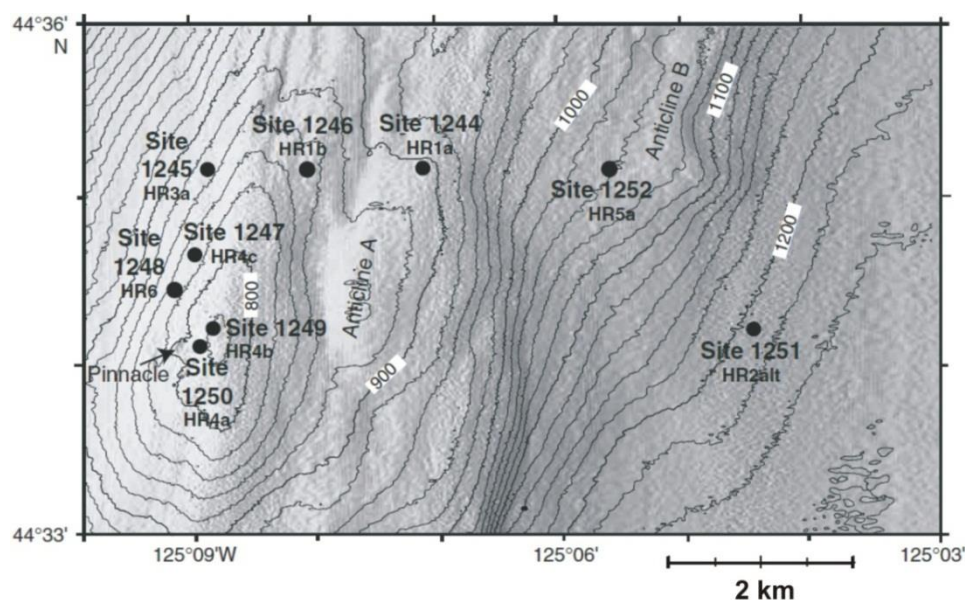 44°36'
N
Site 1246
HR1b
Site 1244
HR1a
Site
1245
HR3a
1000
Anticline B
1100
Site 1252
HR5a
Site 1247
HR4c
Site
1248
HR6
800
Anticline A
1200
Site 1249
HR4b
Pinnacle
Site
1250
HR4a
900
Site 1251
HR2alt
44°33'
125°09'W
125°06'
125°03'
2 km